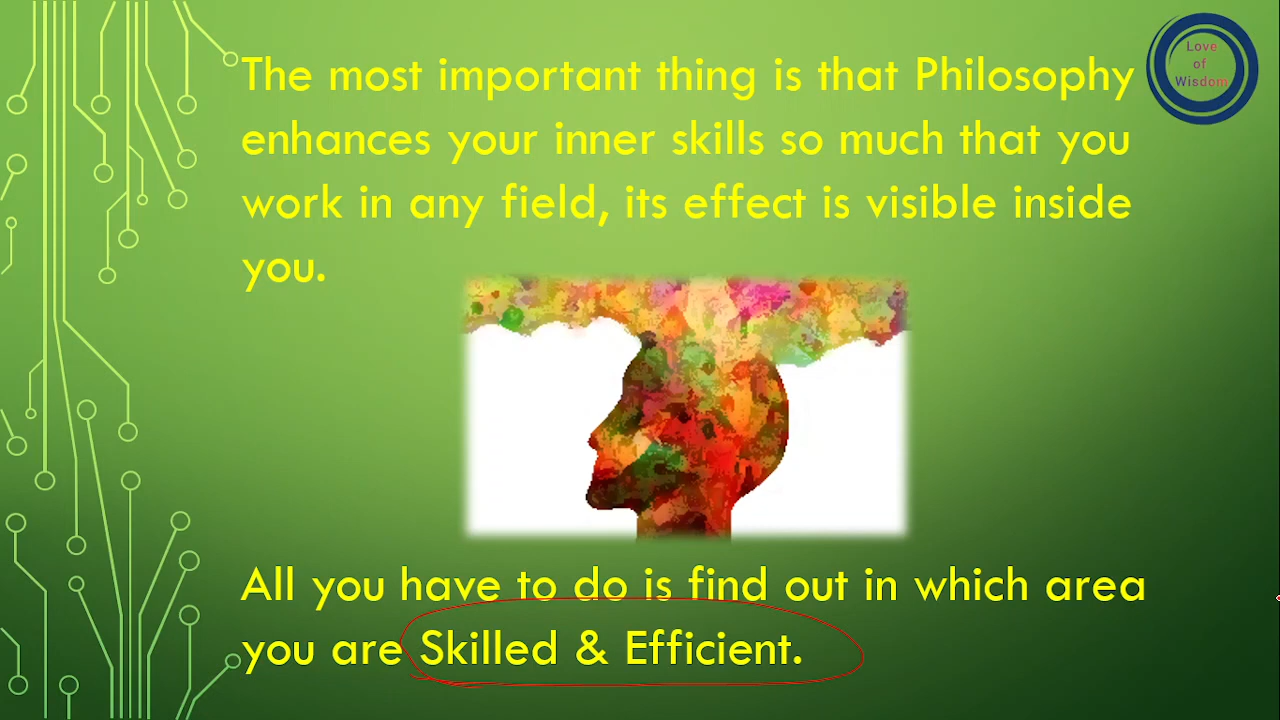 The most important thing is that Philosophy
enhances your inner skills so much that you
work in any field, its effect is visible inside
you.
Love
of
Wisdom
All you have to do is find out in which area
you are Skilled & Efficient.